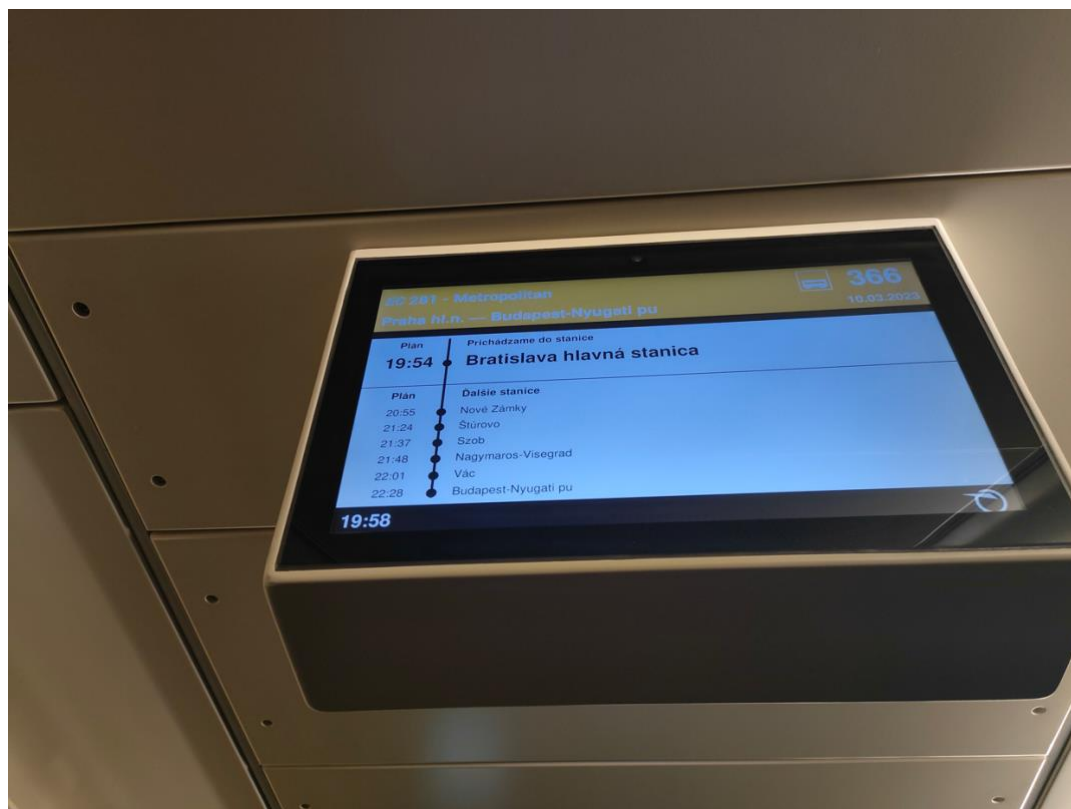 EC 281 - Metropolitan
366
Praha hl.n. — Budapest-Nyugati pu
10.03.2023
Plán
Prichádzame do stanice
19:54
Bratislava hlavná stanica
Plán
Ďalšie stanice
20:55 Nové Zámky
21:24 Štúrovo
21:37 Szob
21:48 Nagymaros-Visegrad
22:01 Vác
22:28 Budapest-Nyugati pu
19:58